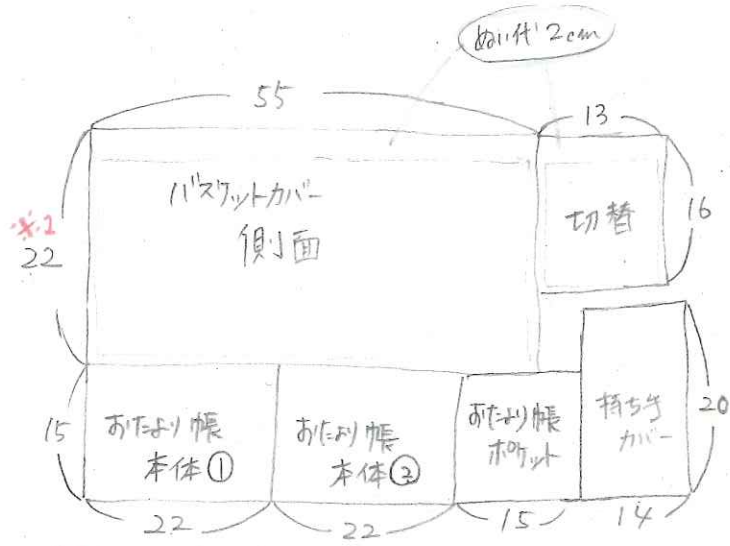 ぬい代 2cm
55
13
バスケットカバー
側面
切替
16
※1
22
15
おたより帳
本体①
おたより帳
本体②
おたより帳
ポケット
持ち手
カバー
20
22
22
15
14